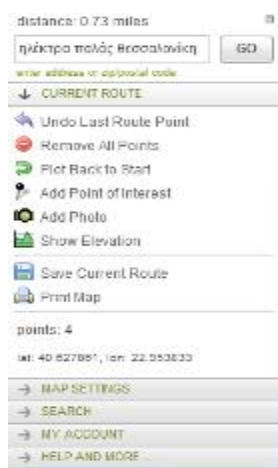 distance: 0.73 miles
ηλέκτρα παλάς θεσσαλονίκη GO
enter address or zip/postal code
CURRENT ROUTE
Undo Last Route Point
Remove All Points
Plot Back to Start
Add Point of Interest
Add Photo
Show Elevation
Save Current Route
Print Map
points: 4
lat: 40.627081, lon: 22.953833
MAP SETTINGS
SEARCH
MY ACCOUNT
HELP AND MORE